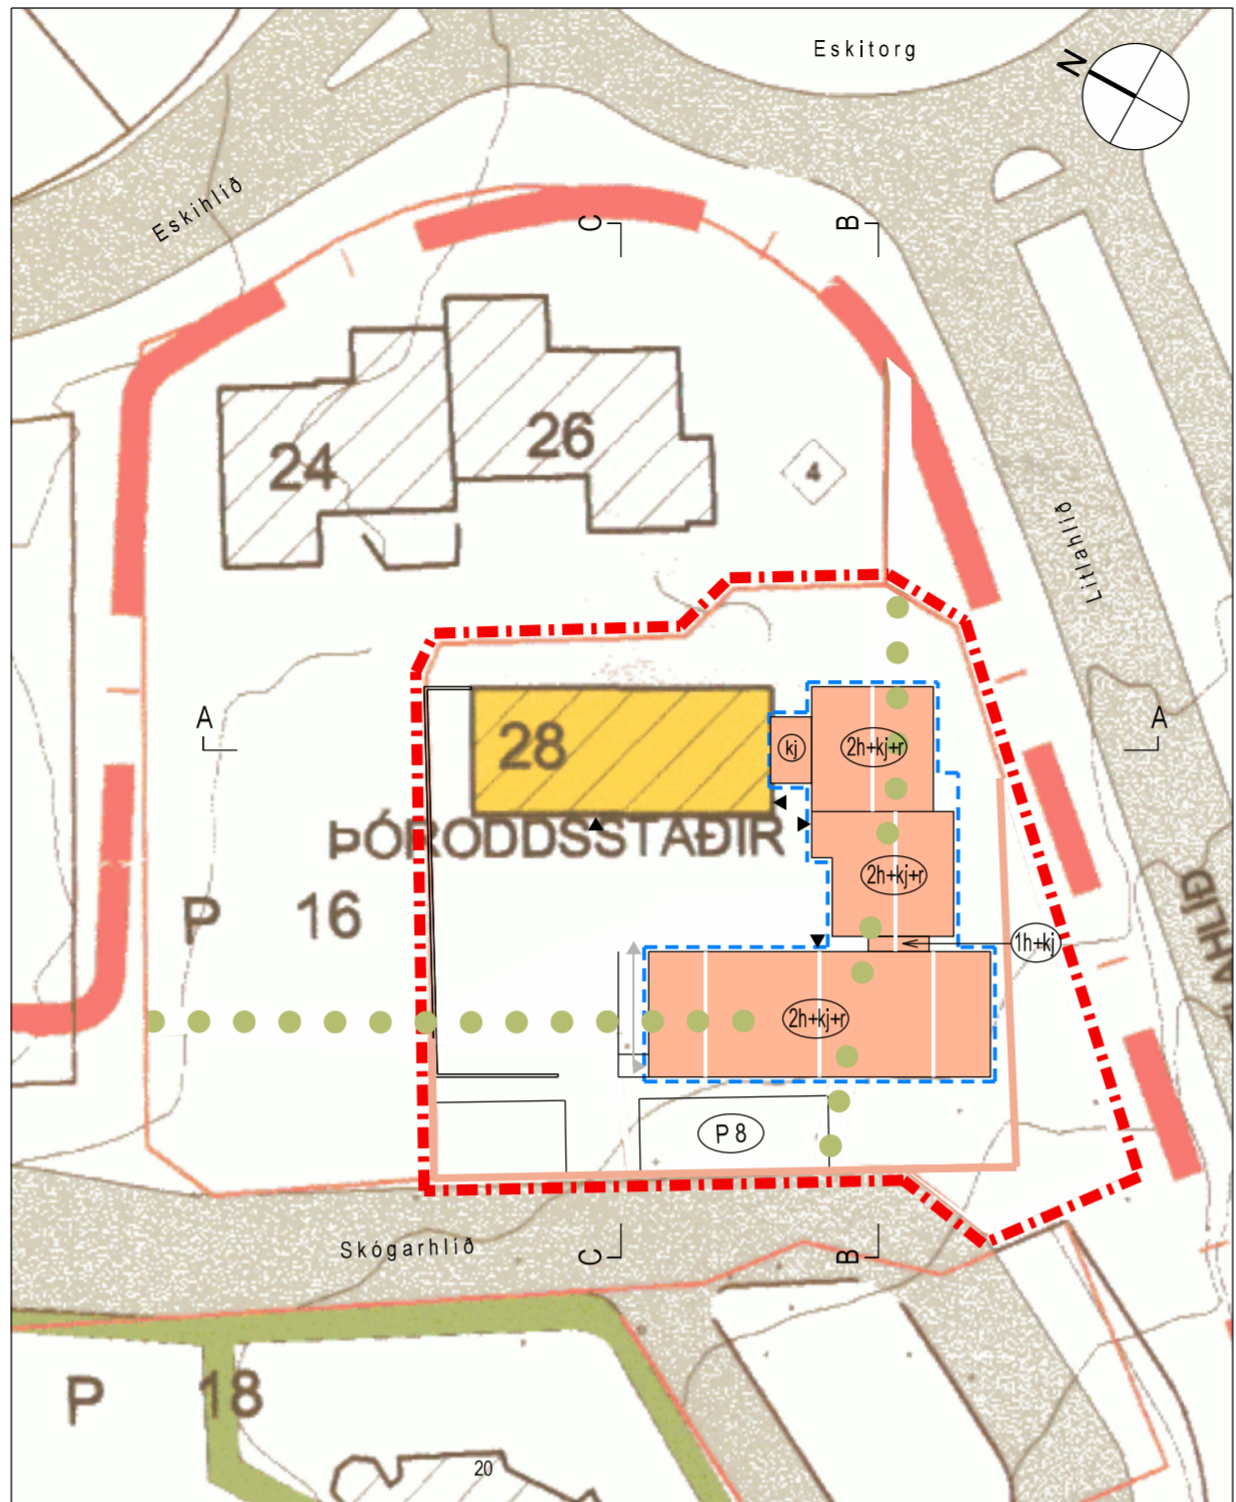 Eskitorg
N
Eskihlíð
C
B
24
26
4
Litlahlíð
A
A
28
kj
2h+kj+r
ÞÓRODDSSTAÐIR
2h+kj+r
P
16
1h+kj
2h+kj+r
P 8
Skógarhlíð
C
B
P
18
20